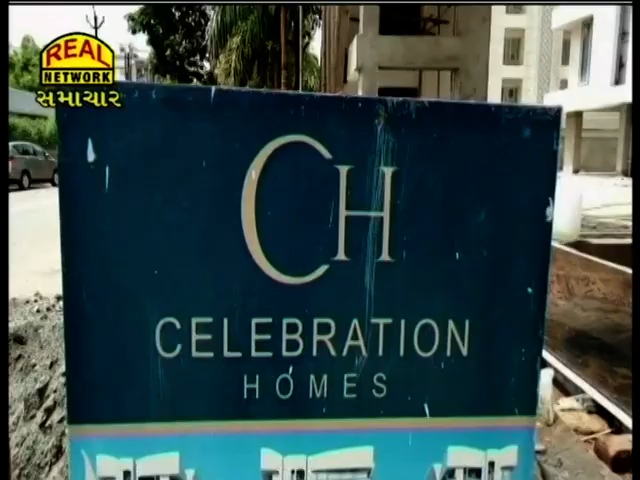 REAL
NETWORK
સમાચાર
CH
CELEBRATION
HOMES